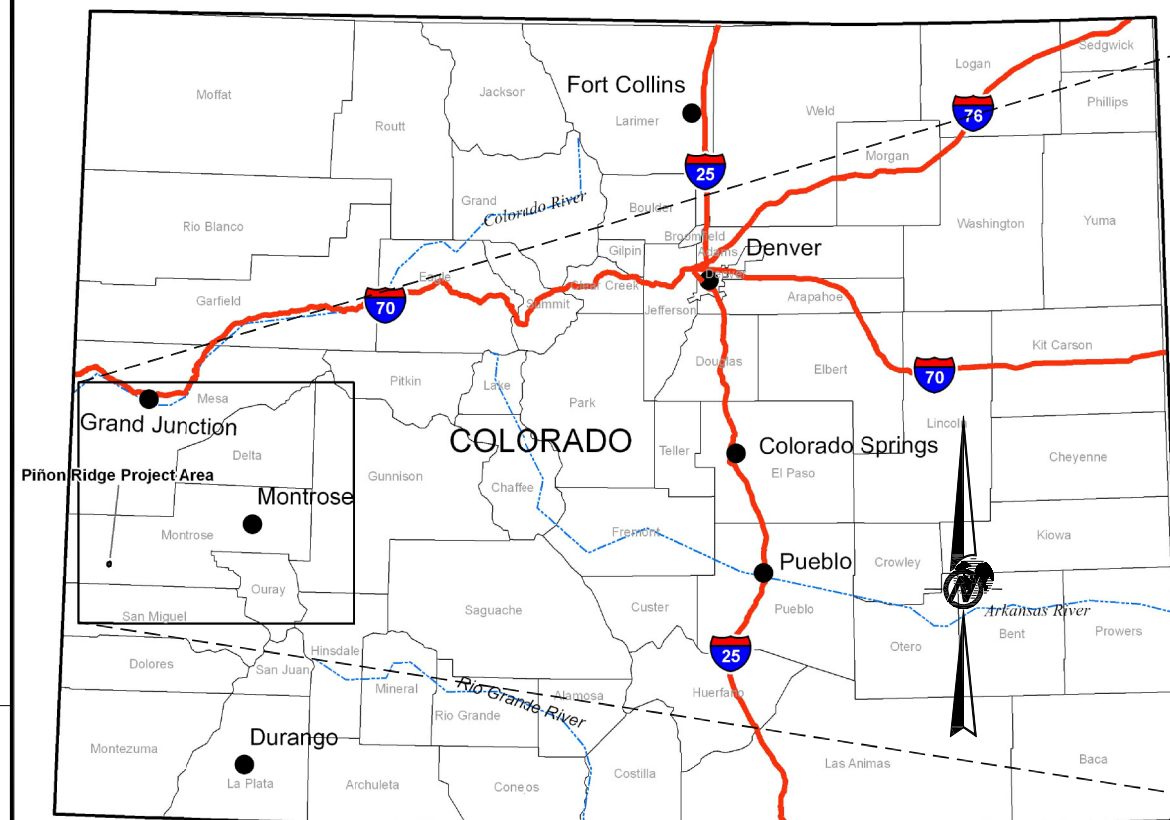 Sedgwick
Logan
Moffat
Jackson
Fort Collins
Phillips
Weld
76
Larimer
Routt
Morgan
25
Grand
Colorado River
Boulder
Washington
Yuma
Rio Blanco
Broomfield
Denver
Gilpin
Adams
Eagle
Denver
Clear Creek
Garfield
70
Summit
Arapahoe
Jefferson
Kit Carson
Douglas
Elbert
70
Pitkin
Lake
Mesa
Park
Grand Junction
Lincoln
COLORADO
Colorado Springs
Teller
Delta
Cheyenne
El Paso
Piñon Ridge Project Area
Gunnison
Chaffee
Montrose
Montrose
Fremont
Kiowa
Pueblo
Crowley
Ouray
N
San Miguel
Saguache
Custer
Pueblo
Arkansas River
Bent
Prowers
Otero
Hinsdale
25
Dolores
San Juan
Mineral
Rio Grande River
Alamosa
Huerfano
Rio Grande
Durango
Montezuma
Las Animas
Baca
Costilla
La Plata
Archuleta
Conejos